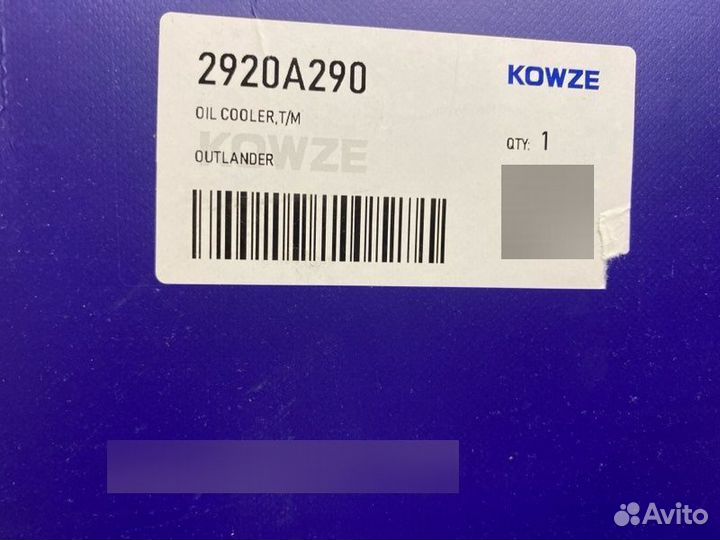 2920A290
KOWZE
OIL COOLER,T/M
KOWZE
QTY: 1
OUTLANDER
Avito